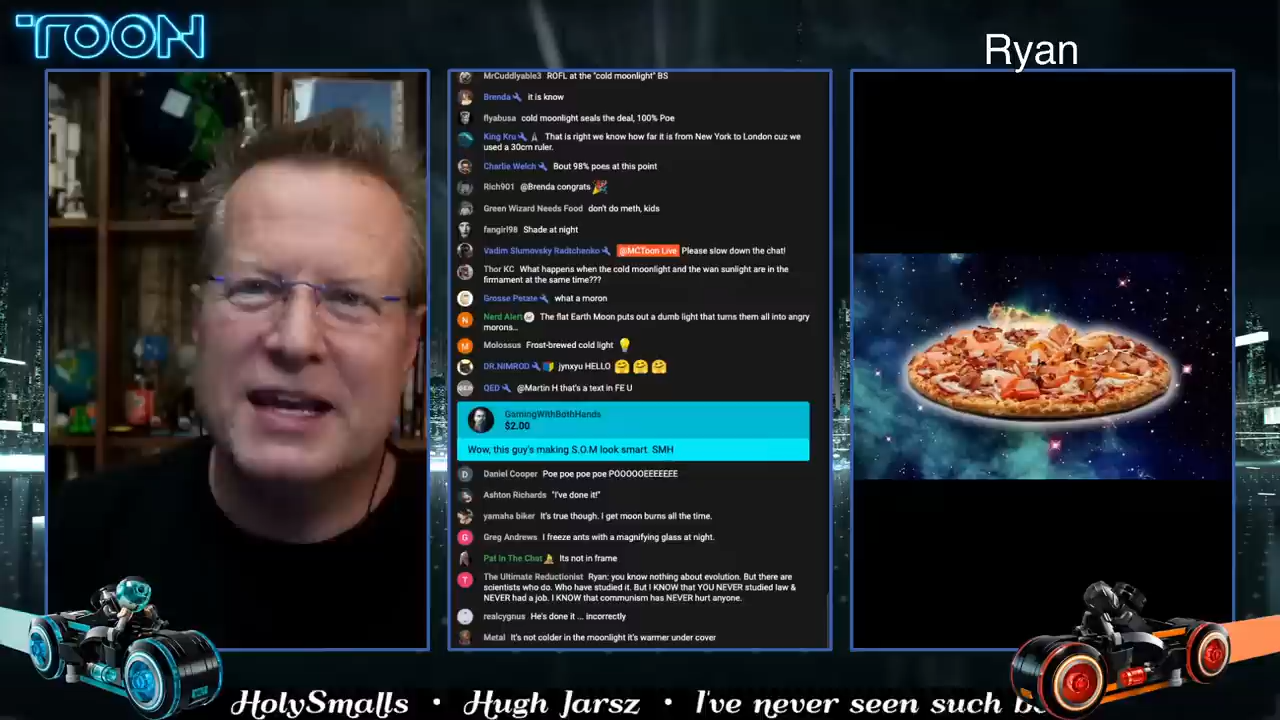 TOON
Ryan
MrCuddlyable3 ROFL at the "cold moonlight" BS
Brenda it is know
flyabusa cold moonlight seals the deal, 100% Poe
King Kru That is right we know how far it is from New York to London cuz we
used a 30cm ruler.
Charlie Welch Bout 98% poes at this point
Rich901 @Brenda congrats
Green Wizard Needs Food don't do meth, kids
fangirl98 Shade at night
Vadim Slumovsky Radtchenko @MCToon Live Please slow down the chat!
Thor KC What happens when the cold moonlight and the wan sunlight are in the
firmament at the same time???
Grosse Potate what a moron
Nerd Alert The flat Earth Moon puts out a dumb light that turns them all into angry
morons...
Molossus Frost-brewed cold light
DR.NIMROD jynxyu HELLO
QED @Martin H that's a text in FE U
GamingWithBothHands
$2.00
Wow, this guy's making S.O.M look smart. SMH
Daniel Cooper Poe poe poe poe POOOOOEEEEEEE
Ashton Richards "I've done it!"
yamaha biker It's true though. I get moon burns all the time.
Greg Andrews I freeze ants with a magnifying glass at night.
Pat In The Chat Its not in frame
The Ultimate Reductionist Ryan: you know nothing about evolution. But there are
scientists who do. Who have studied it. But I KNOW that YOU NEVER studied law &
NEVER had a job. I KNOW that communism has NEVER hurt anyone.
realcygnus He's done it ... incorrectly
Metal It's not colder in the moonlight it's warmer under cover
HolySmalls • Hugh Jarsz • I've never seen such